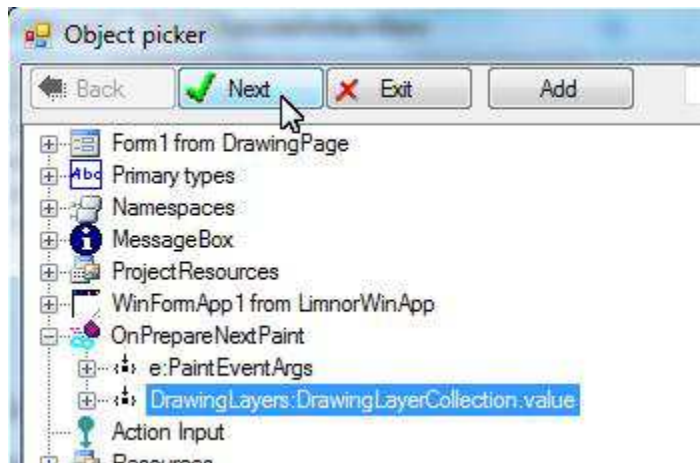 Object picker
Back Next Exit Add
Form1 from DrawingPage
Abc Primary types
Namespaces
MessageBox
ProjectResources
WinFormApp1 from LimnorWinApp
OnPrepareNextPaint
e:PaintEventArgs
DrawingLayers:DrawingLayerCollection.value
Action Input
Resources